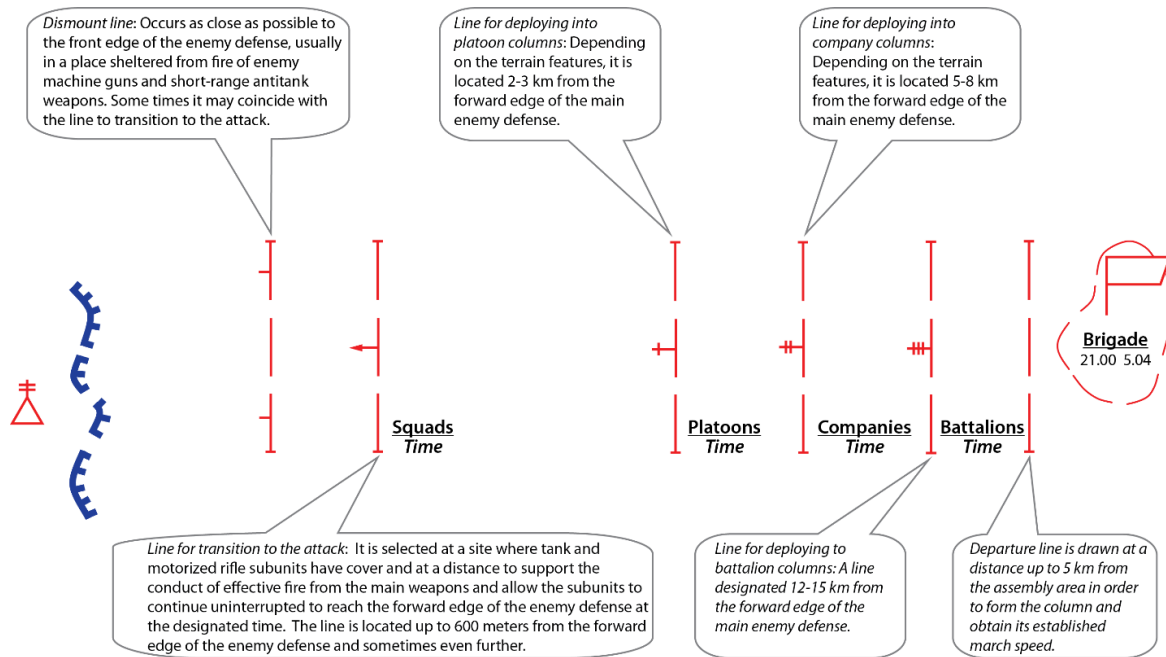 Dismount line: Occurs as close as possible to
the front edge of the enemy defense, usually
in a place sheltered from fire of enemy
machine guns and short-range antitank
weapons. Some times it may coincide with
the line to transition to the attack.
Line for deploying into
platoon columns: Depending
on the terrain features, it is
located 2-3 km from the
forward edge of the main
enemy defense.
Line for deploying into
company columns:
Depending on the terrain
features, it is located 5-8 km
from the forward edge of the
main enemy defense.
Brigade
21.00 5.04
Squads
Time
Platoons
Time
Companies
Time
Battalions
Time
Line for transition to the attack: It is selected at a site where tank and
motorized rifle subunits have cover and at a distance to support the
conduct of effective fire from the main weapons and allow the subunits to
continue uninterrupted to reach the forward edge of the enemy defense at
the designated time. The line is located up to 600 meters from the forward
edge of the enemy defense and sometimes even further.
Line for deploying to
battalion columns: A line
designated 12-15 km from
the forward edge of the
main enemy defense.
Departure line is drawn at a
distance up to 5 km from
the assembly area in order
to form the column and
obtain its established
march speed.